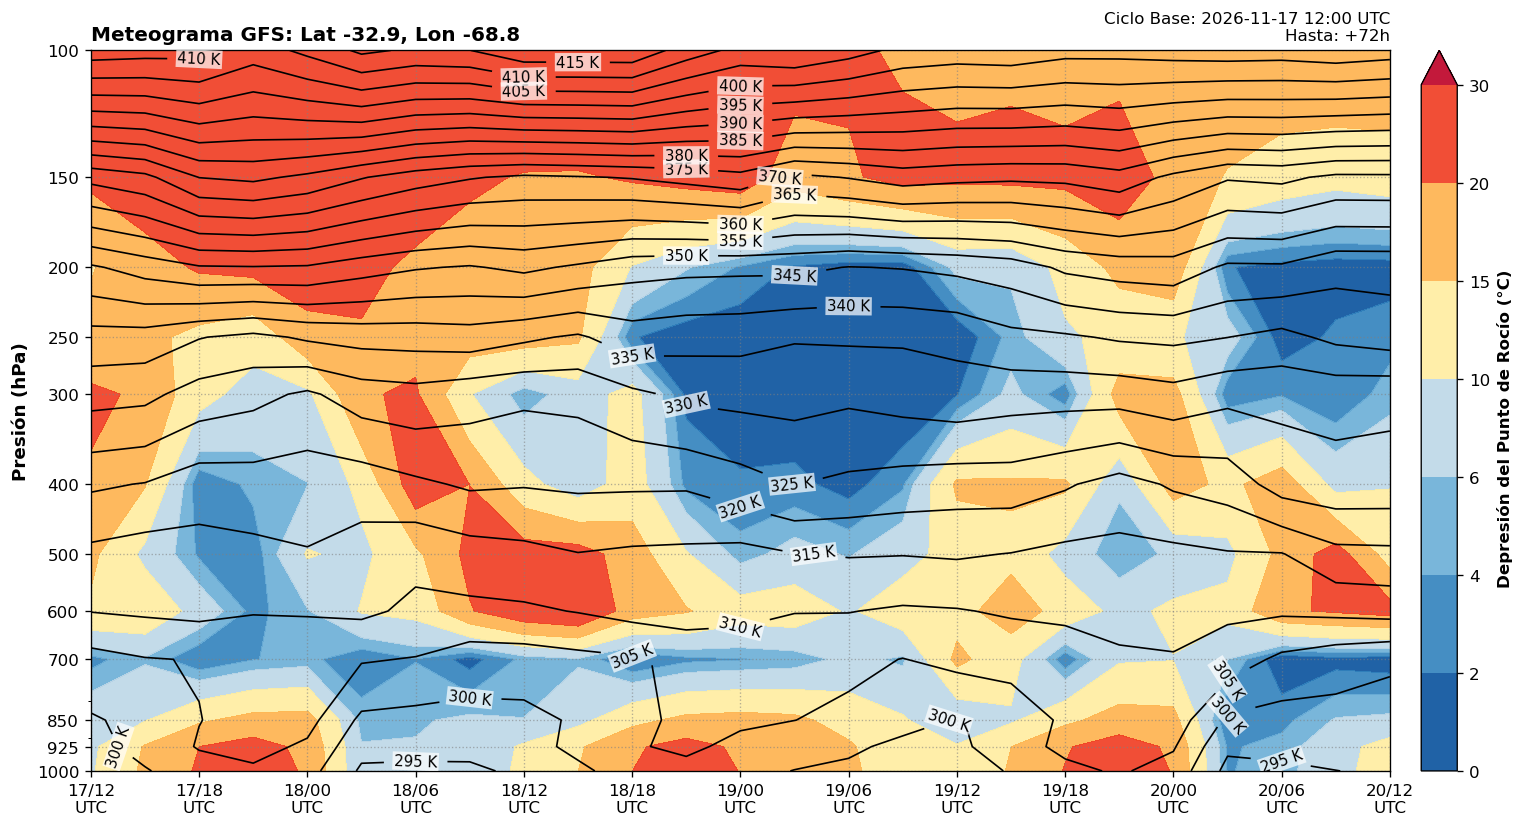 Ciclo Base: 2026-11-17 12:00 UTC
Meteograma GFS: Lat -32.9, Lon -68.8
Hasta: +72h
Presión (hPa)
100
150
200
250
300
400
500
600
700
850
925
1000
410 K
415 K
410 K
405 K
400 K
395 K
390 K
385 K
380 K
375 K
370 K
365 K
360 K
355 K
350 K
345 K
340 K
335 K
330 K
325 K
320 K
315 K
310 K
305 K
305 K
300 K
300 K
300 K
300 K
295 K
295 K
17/12
UTC
17/18
UTC
18/00
UTC
18/06
UTC
18/12
UTC
18/18
UTC
19/00
UTC
19/06
UTC
19/12
UTC
19/18
UTC
20/00
UTC
20/06
UTC
20/12
UTC
30
20
15
10
6
4
2
0
Depresión del Punto de Rocío (°C)